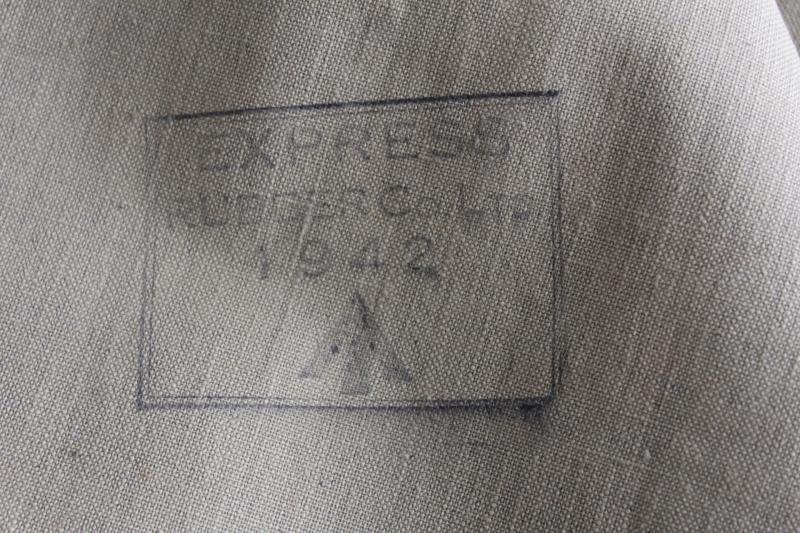 EXPRESS
RUBBER Co. LTD.
1942